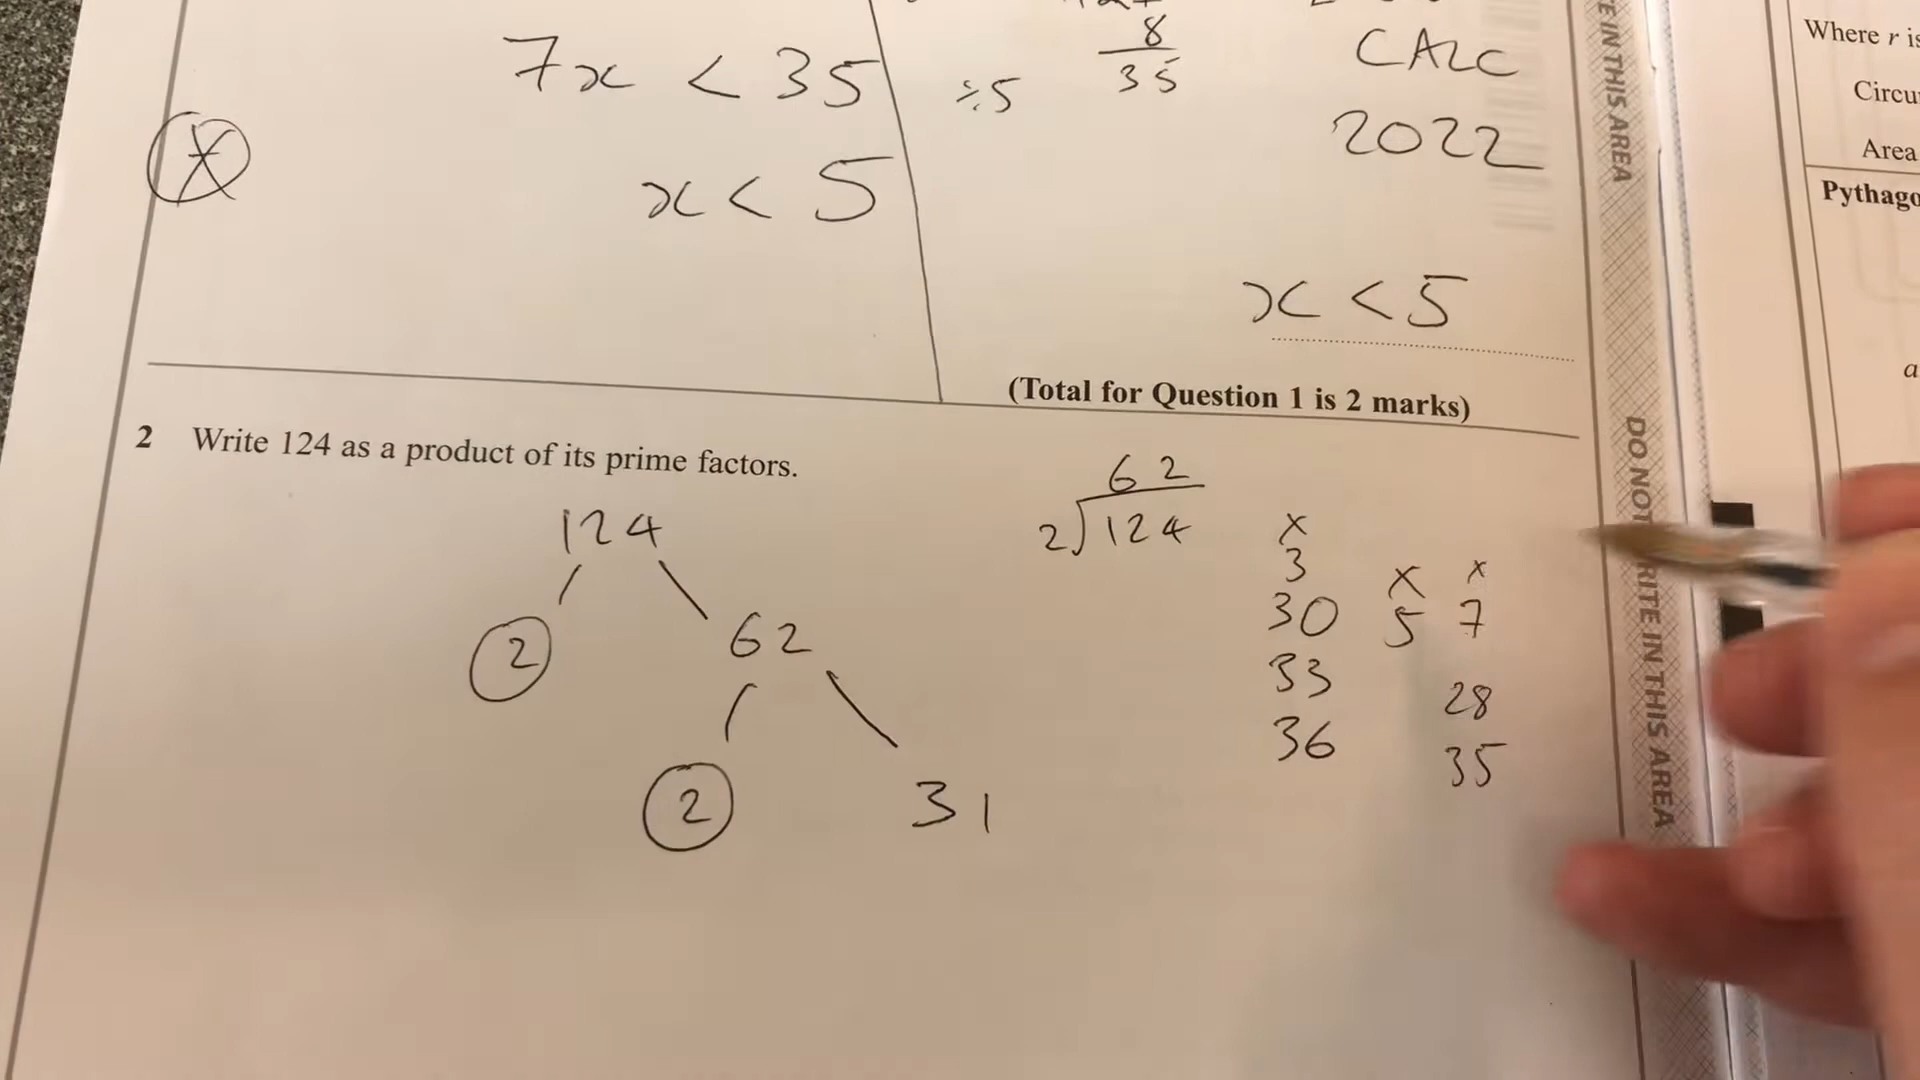 7x < 35
÷5
8
35
CALC
2022
x < 5
x < 5
(Total for Question 1 is 2 marks)
2 Write 124 as a product of its prime factors.
124
2
62
2
31
62
2)124
x
3
30
33
36
x
5
x
7
28
35
E IN THIS AREA
DO NOT WRITE IN THIS AREA
Where r is
Circu
Area
Pythago
a